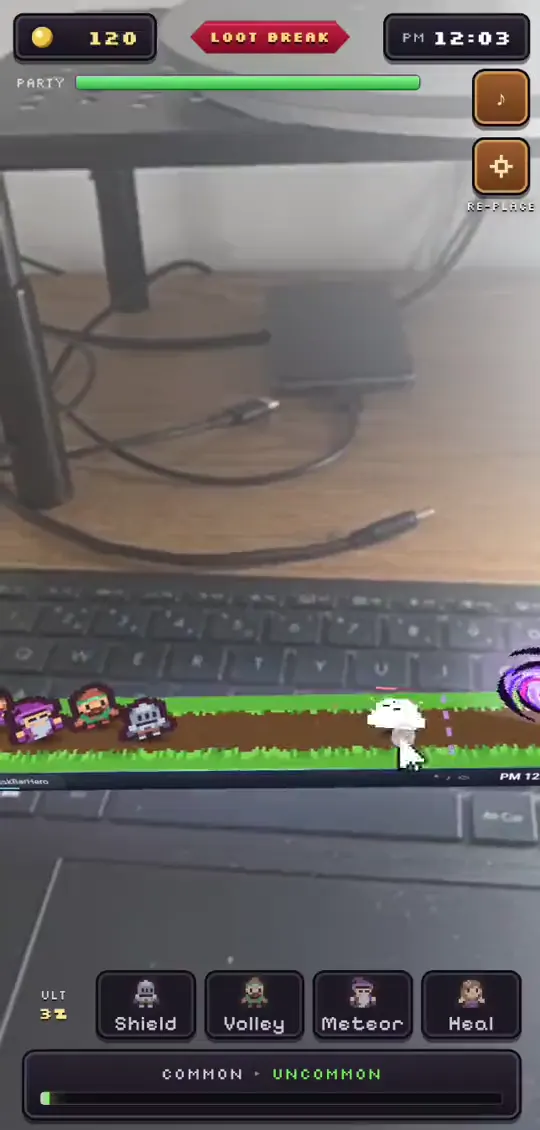 120
LOOT BREAK
PM 12:03
PARTY
RE-PLACE
Q W E R T Y U I
PM 12
ULT
3%
Shield
Volley
Meteor
Heal
COMMON · UNCOMMON